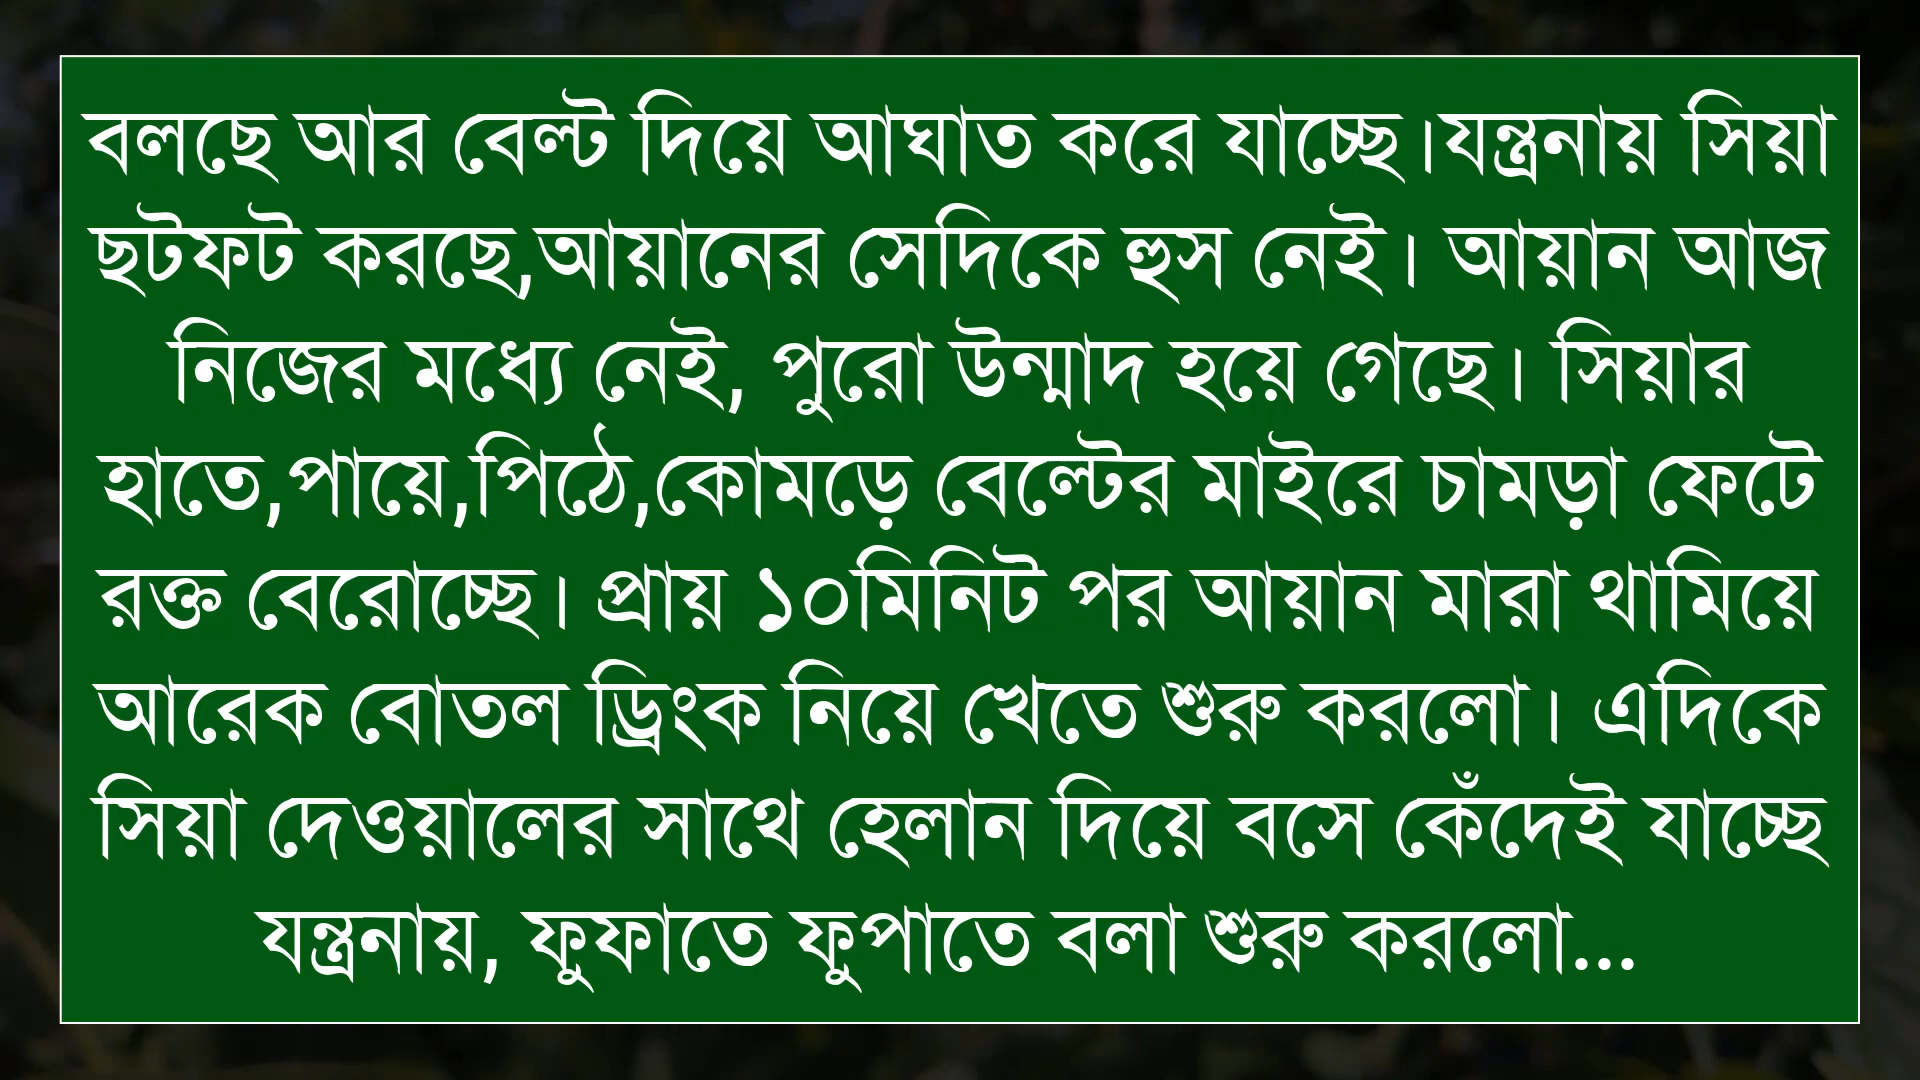 বলছে আর বেল্ট দিয়ে আঘাত করে যাচ্ছে।যন্ত্রনায় সিয়া
ছটফট করছে,আয়ানের সেদিকে হুস নেই। আয়ান আজ
নিজের মধ্যে নেই, পুরো উন্মাদ হয়ে গেছে। সিয়ার
হাতে,পায়ে,পিঠে,কোমড়ে বেল্টের মাইরে চামড়া ফেটে
রক্ত বেরোচ্ছে। প্রায় ১০মিনিট পর আয়ান মারা থামিয়ে
আরেক বোতল ড্রিংক নিয়ে খেতে শুরু করলো। এদিকে
সিয়া দেওয়ালের সাথে হেলান দিয়ে বসে কেঁদেই যাচ্ছে
যন্ত্রনায়, ফুফাতে ফুপাতে বলা শুরু করলো...